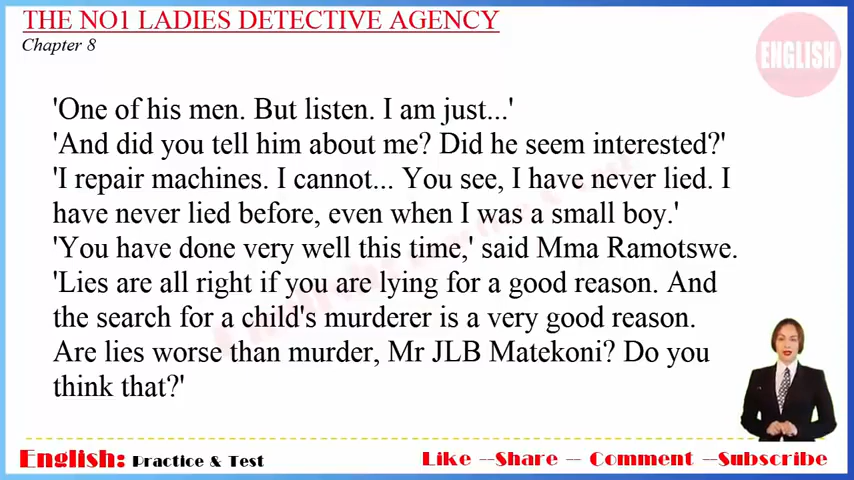 THE NO1 LADIES DETECTIVE AGENCY
Chapter 8
ENGLISH
'One of his men. But listen. I am just...'
'And did you tell him about me? Did he seem interested?'
'I repair machines. I cannot... You see, I have never lied. I
have never lied before, even when I was a small boy.'
'You have done very well this time,' said Mma Ramotswe.
'Lies are all right if you are lying for a good reason. And
the search for a child's murderer is a very good reason.
Are lies worse than murder, Mr JLB Matekoni? Do you
think that?'
English: Practice & Test
Like --Share -- Comment --Subscribe